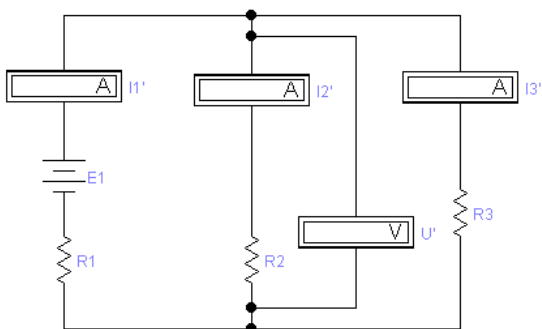 A I1'
A I2'
A I3'
E1
R3
V U'
R1
R2